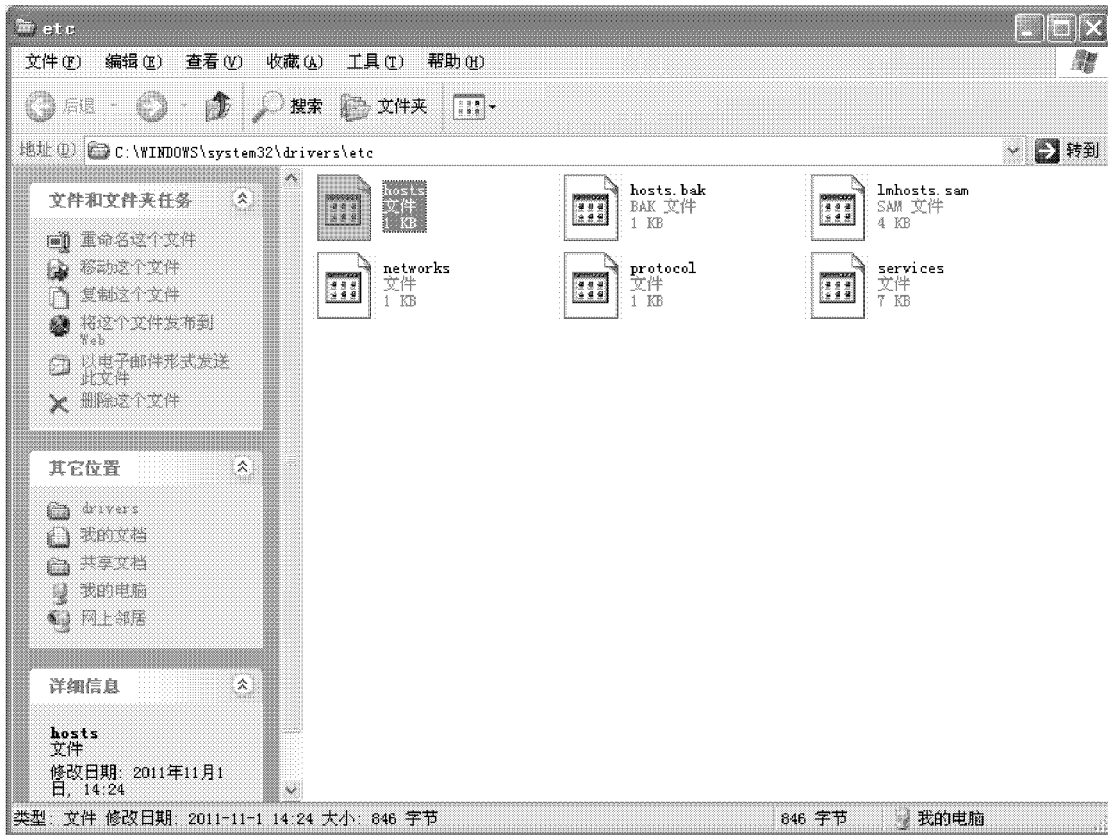 etc
文件(F) 编辑(E) 查看(V) 收藏(A) 工具(T) 帮助(H)
后退 搜索 文件夹
地址(D) C:\WINDOWS\system32\drivers\etc 转到
文件和文件夹任务
重命名这个文件
移动这个文件
复制这个文件
将这个文件发布到
Web
以电子邮件形式发送
此文件
删除这个文件
其它位置
drivers
我的文档
共享文档
我的电脑
网上邻居
详细信息
hosts
文件
修改日期: 2011年11月1
日, 14:24
hosts
文件
1 KB
hosts.bak
BAK 文件
1 KB
lmhosts.sam
SAM 文件
4 KB
networks
文件
1 KB
protocol
文件
1 KB
services
文件
7 KB
类型: 文件 修改日期: 2011-11-1 14:24 大小: 846 字节 846 字节 我的电脑